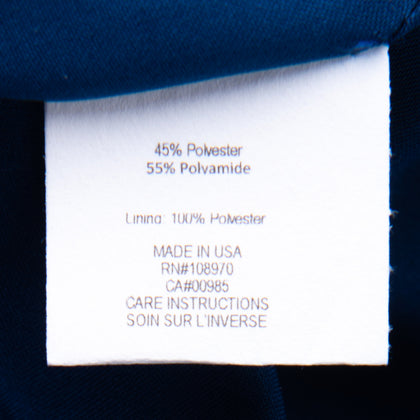 45% Polyester
55% Polyamide
Lining: 100% Polyester
MADE IN USA
RN#108970
CA#00985
CARE INSTRUCTIONS
SOIN SUR L'INVERSE